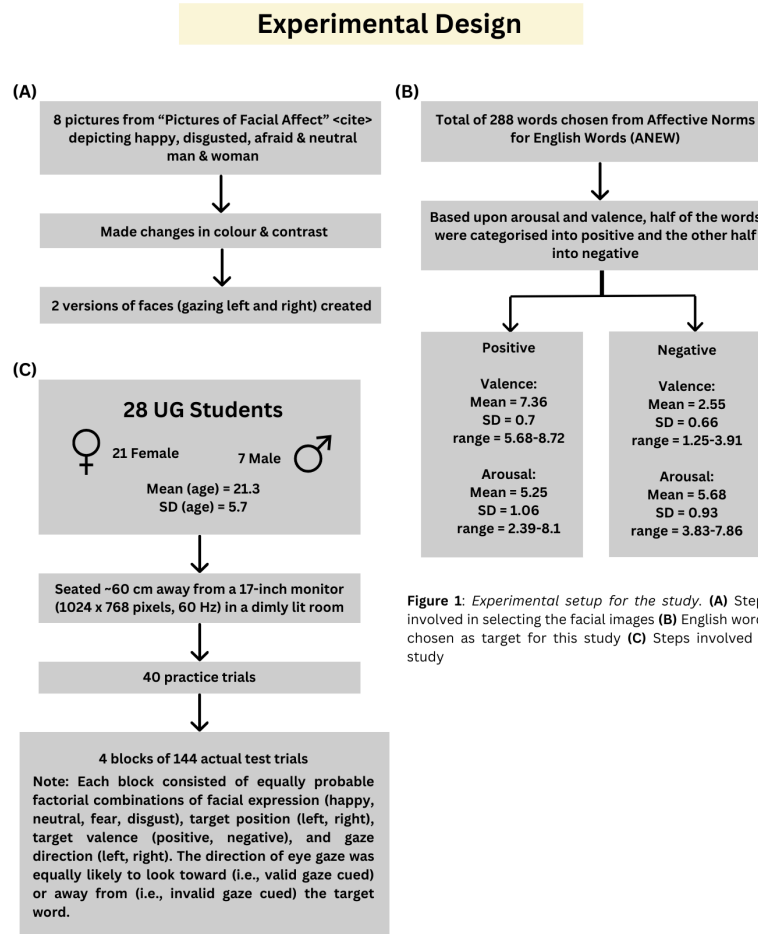 Experimental Design
(A)
8 pictures from “Pictures of Facial Affect” <cite>
depicting happy, disgusted, afraid & neutral
man & woman
Made changes in colour & contrast
2 versions of faces (gazing left and right) created
(B)
Total of 288 words chosen from Affective Norms
for English Words (ANEW)
Based upon arousal and valence, half of the words
were categorised into positive and the other half
into negative
Positive
Valence:
Mean = 7.36
SD = 0.7
range = 5.68-8.72
Arousal:
Mean = 5.25
SD = 1.06
range = 2.39-8.1
Negative
Valence:
Mean = 2.55
SD = 0.66
range = 1.25-3.91
Arousal:
Mean = 5.68
SD = 0.93
range = 3.83-7.86
(C)
28 UG Students
21 Female
7 Male
Mean (age) = 21.3
SD (age) = 5.7
Seated ~60 cm away from a 17-inch monitor
(1024 x 768 pixels, 60 Hz) in a dimly lit room
40 practice trials
4 blocks of 144 actual test trials
Note: Each block consisted of equally probable
factorial combinations of facial expression (happy,
neutral, fear, disgust), target position (left, right),
target valence (positive, negative), and gaze
direction (left, right). The direction of eye gaze was
equally likely to look toward (i.e., valid gaze cued)
or away from (i.e., invalid gaze cued) the target
word.
Figure 1: Experimental setup for the study. (A)
involved in selecting the facial images (B) English
chosen as target for this study (C) Steps involved
study